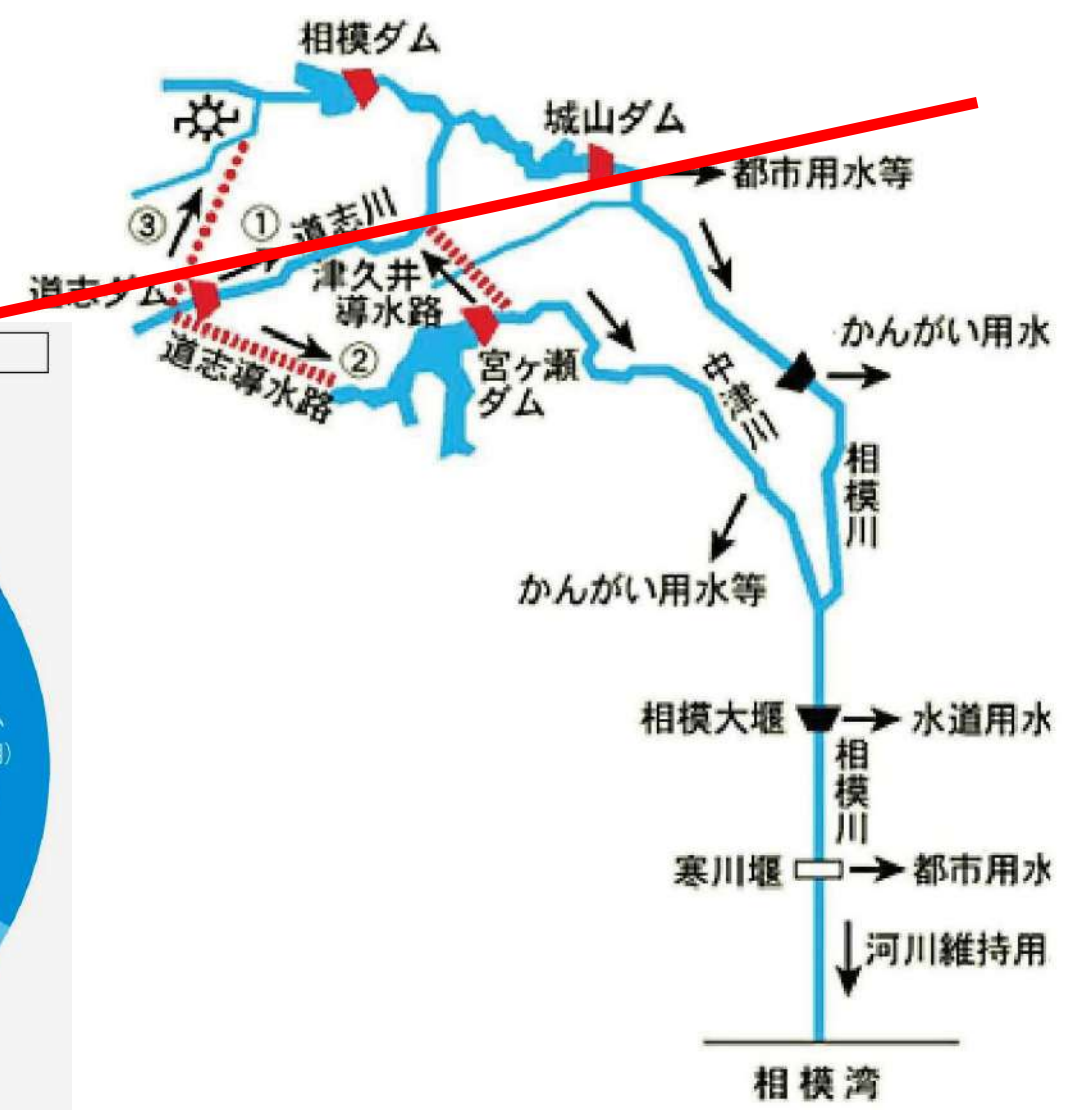 相模ダム
城山ダム
都市用水等
③
①
道志川
道志ダム
津久井
導水路
かんがい用水
②
道志導水路
宮ヶ瀬
ダム
中津川
相模川
かんがい用水等
相模大堰
水道用水
相模川
寒川堰
都市用水
河川維持用
相模湾